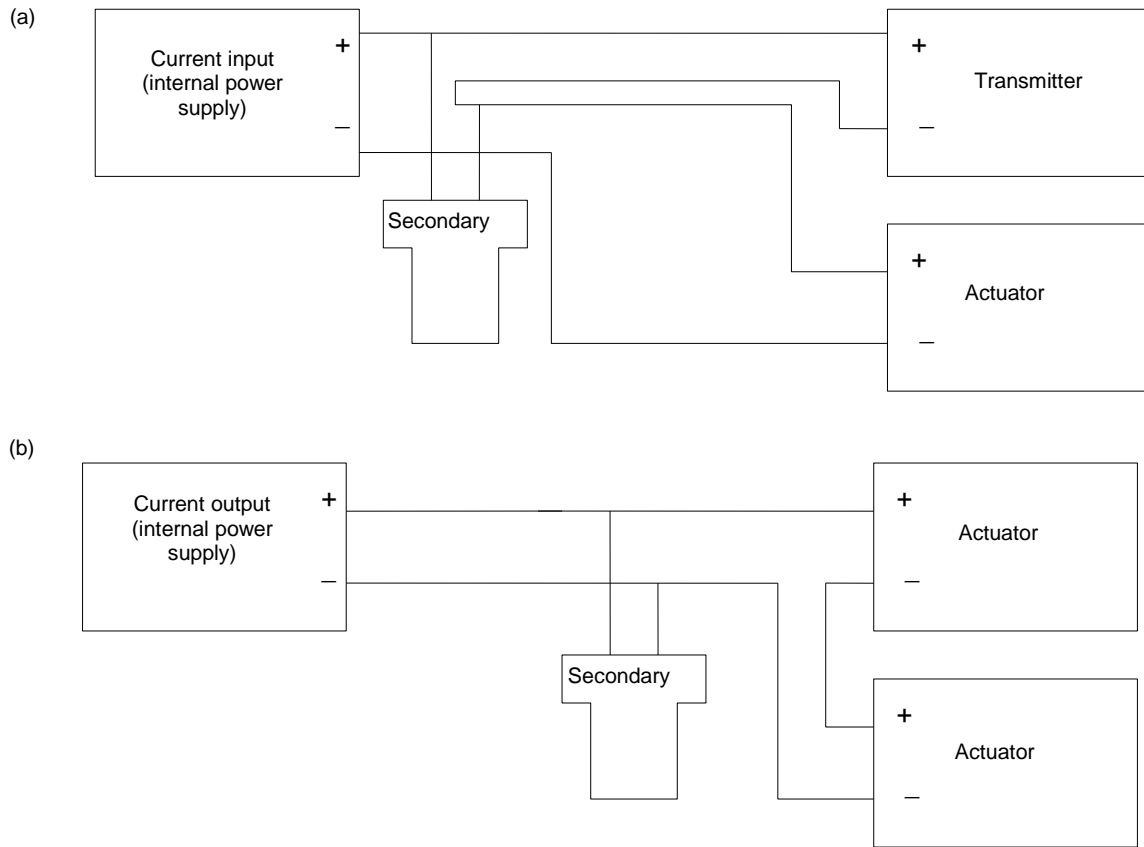 (a)
Current input
(internal power
supply)
+
–
Secondary
+
Transmitter
–
+
Actuator
–
(b)
Current output
(internal power
supply)
+
–
Secondary
+
Actuator
–
+
Actuator
–